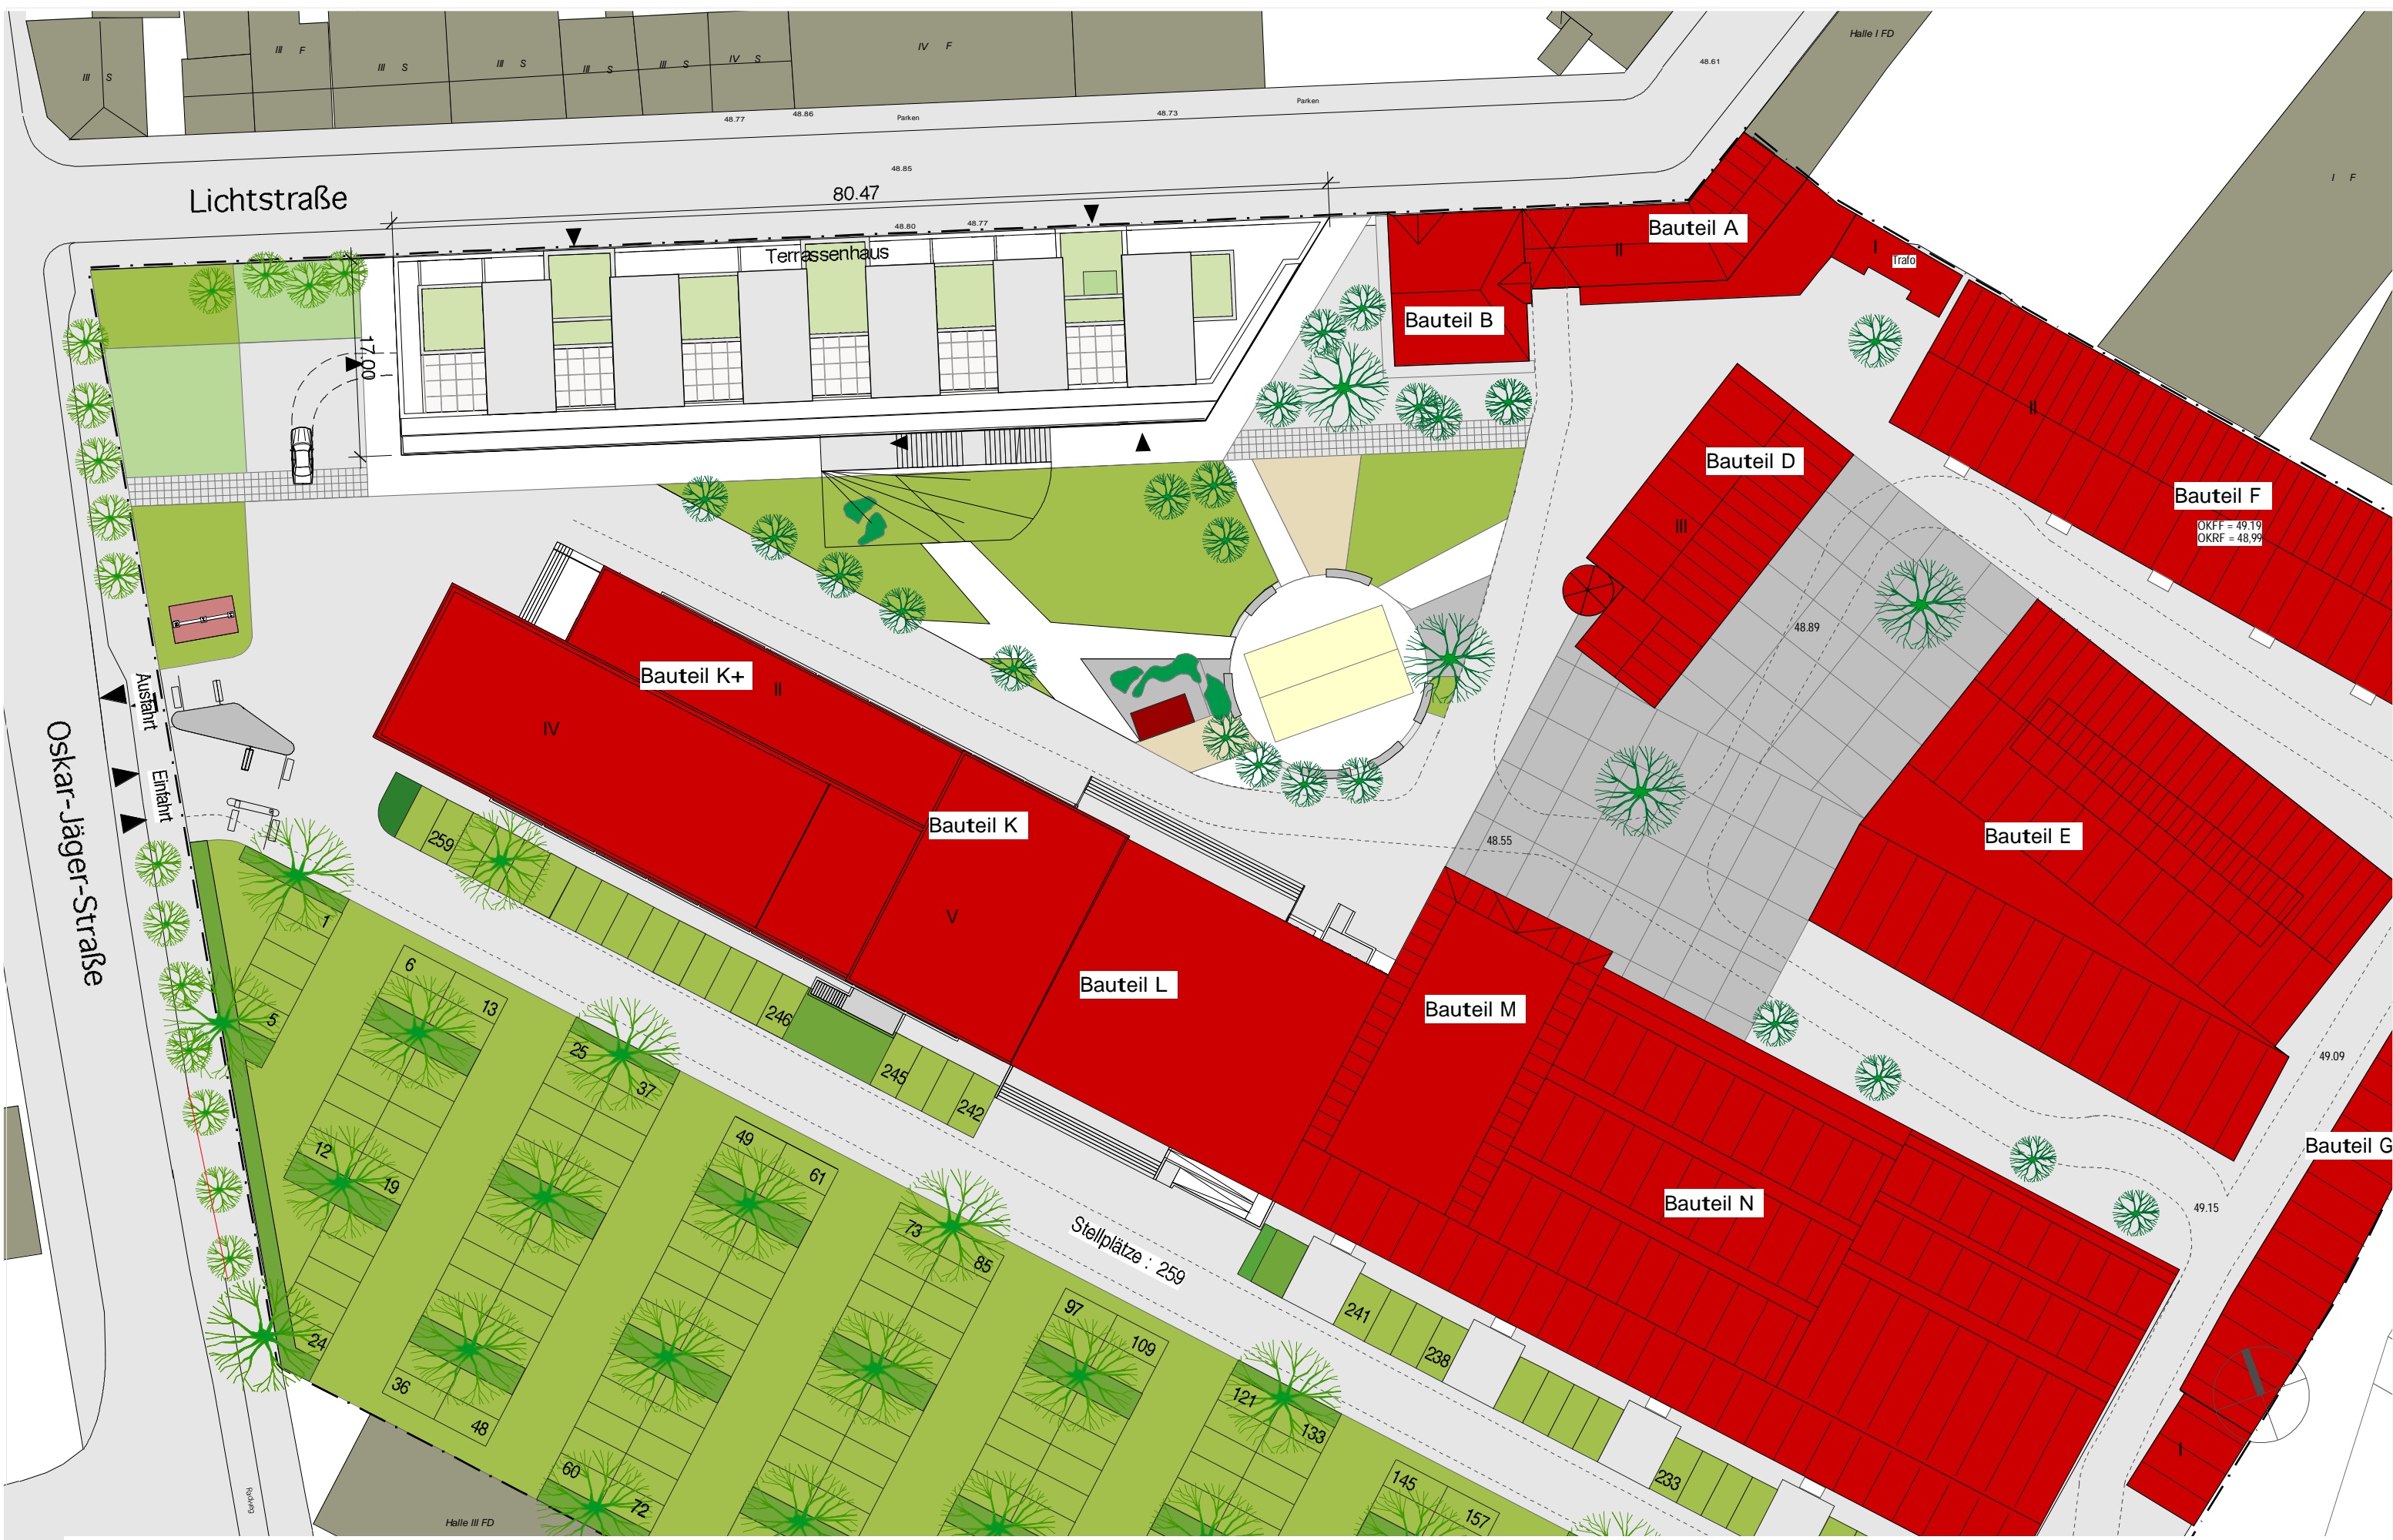 III S
III F
III S
III S
III S
III S
IV S
IV F
Halle I FD
48.61
Parken
48.77
48.86
Parken
48.73
48.85
Lichtstraße
80.47
48.80
48.77
Terrassenhaus
17.00
Bauteil A
II
I
Trafo
I F
Bauteil B
Bauteil D
III
II
Bauteil F
OKFF = 49.19
OKRF = 48,99
48.89
Bauteil K+
II
IV
Ausfahrt
Einfahrt
Oskar-Jäger-Straße
Bauteil K
V
48.55
Bauteil E
259
1
5
6
13
246
245
242
Bauteil L
Bauteil M
49.09
Bauteil G
25
37
12
19
49
61
Bauteil N
49.15
73
85
Stellplätze : 259
24
36
48
97
109
241
238
121
133
60
72
145
157
233
I
Radweg
Halle III FD